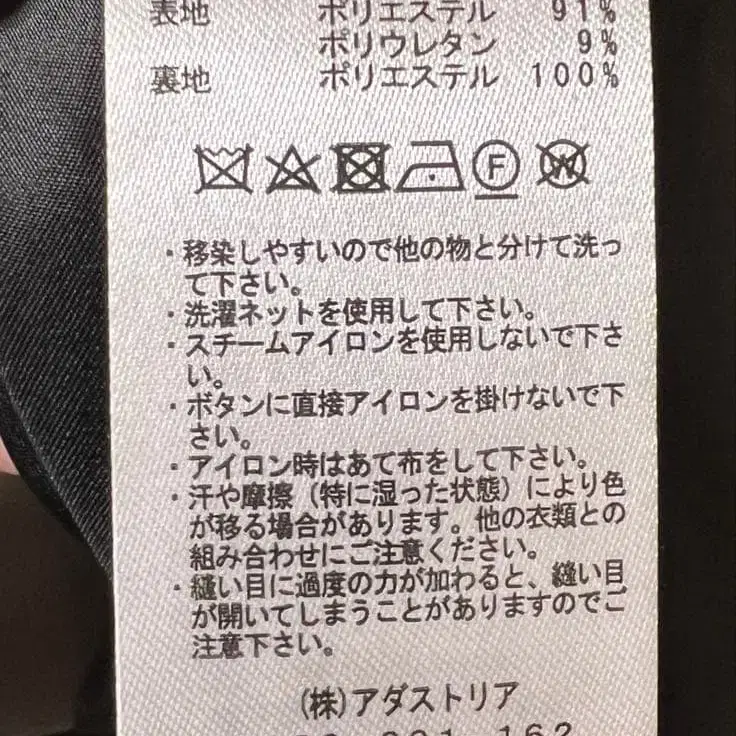 表地 ポリエステル 91%
ポリウレタン 9%
裏地 ポリエステル 100%
F W
・移染しやすいので他の物と分けて洗っ
て下さい。
・洗濯ネットを使用して下さい。
・スチームアイロンを使用しないで下さ
い。
・ボタンに直接アイロンを掛けないで下
さい。
・アイロン時はあて布をして下さい。
・汗や摩擦（特に湿った状態）により色
が移る場合があります。他の衣類との
組み合わせにご注意ください。
・縫い目に過度の力が加わると、縫い目
が開いてしまうことがありますのでご
注意下さい。
(株)アダストリア